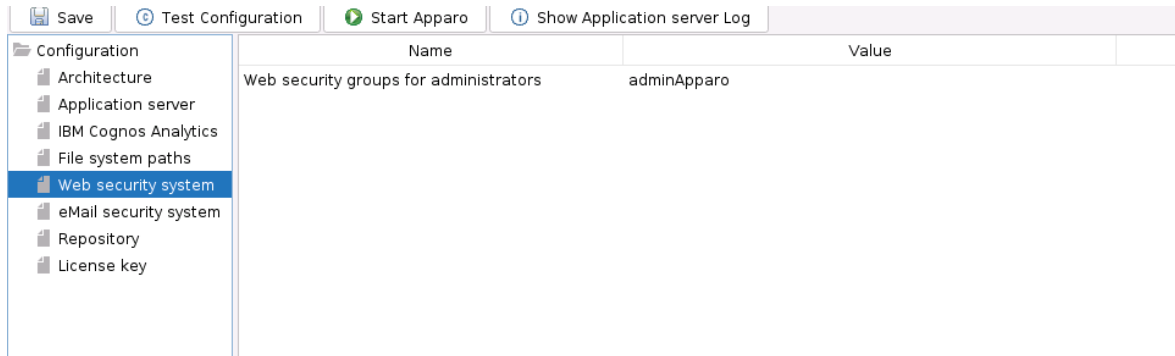 Save Test Configuration Start Apparo Show Application server Log
Configuration
Name Value
Architecture
Web security groups for administrators adminApparo
Application server
IBM Cognos Analytics
File system paths
Web security system
eMail security system
Repository
License key